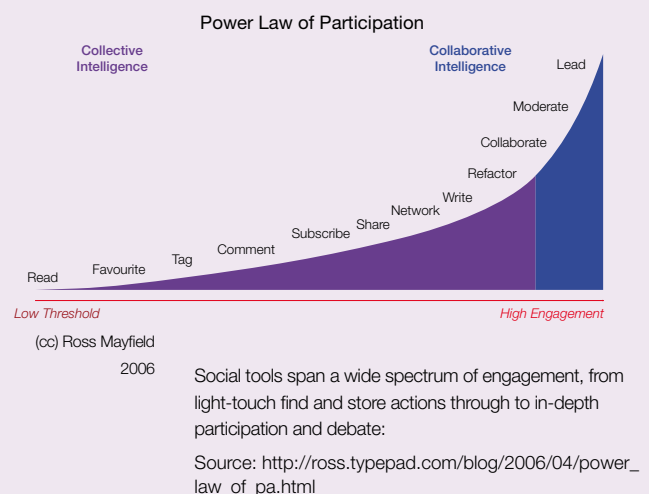 Power Law of Participation
Collective
Intelligence
Collaborative
Intelligence
Lead
Moderate
Collaborate
Refactor
Write
Network
Share
Subscribe
Comment
Tag
Favourite
Read
Low Threshold
High Engagement
(cc) Ross Mayfield
2006
Social tools span a wide spectrum of engagement, from
light-touch find and store actions through to in-depth
participation and debate:
Source: http://ross.typepad.com/blog/2006/04/power_
law_of_pa.html